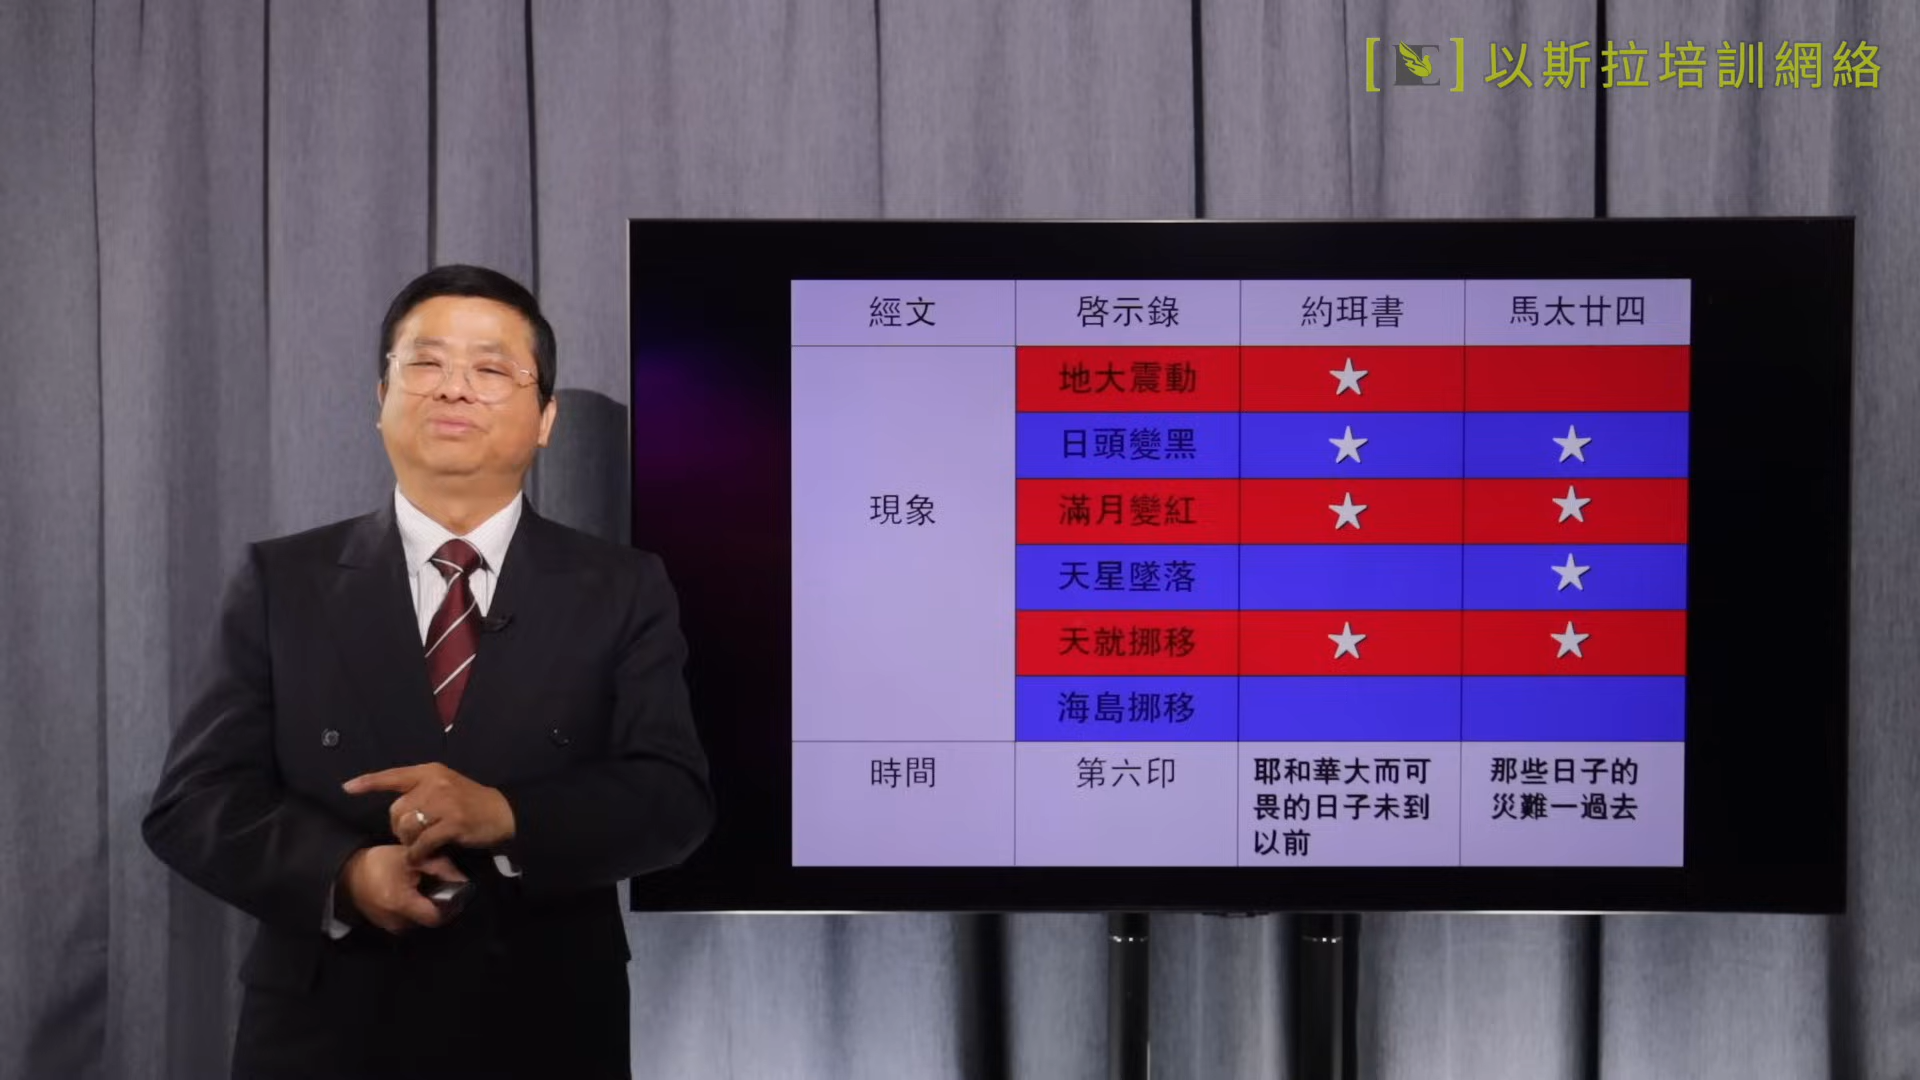 以斯拉培訓網絡
經文 啓示錄 約珥書 馬太廿四
地大震動
日頭變黑
現象 滿月變紅
天星墜落
天就挪移
海島挪移
時間 第六印 耶和華大而可 那些日子的
畏的日子未到 災難一過去
以前